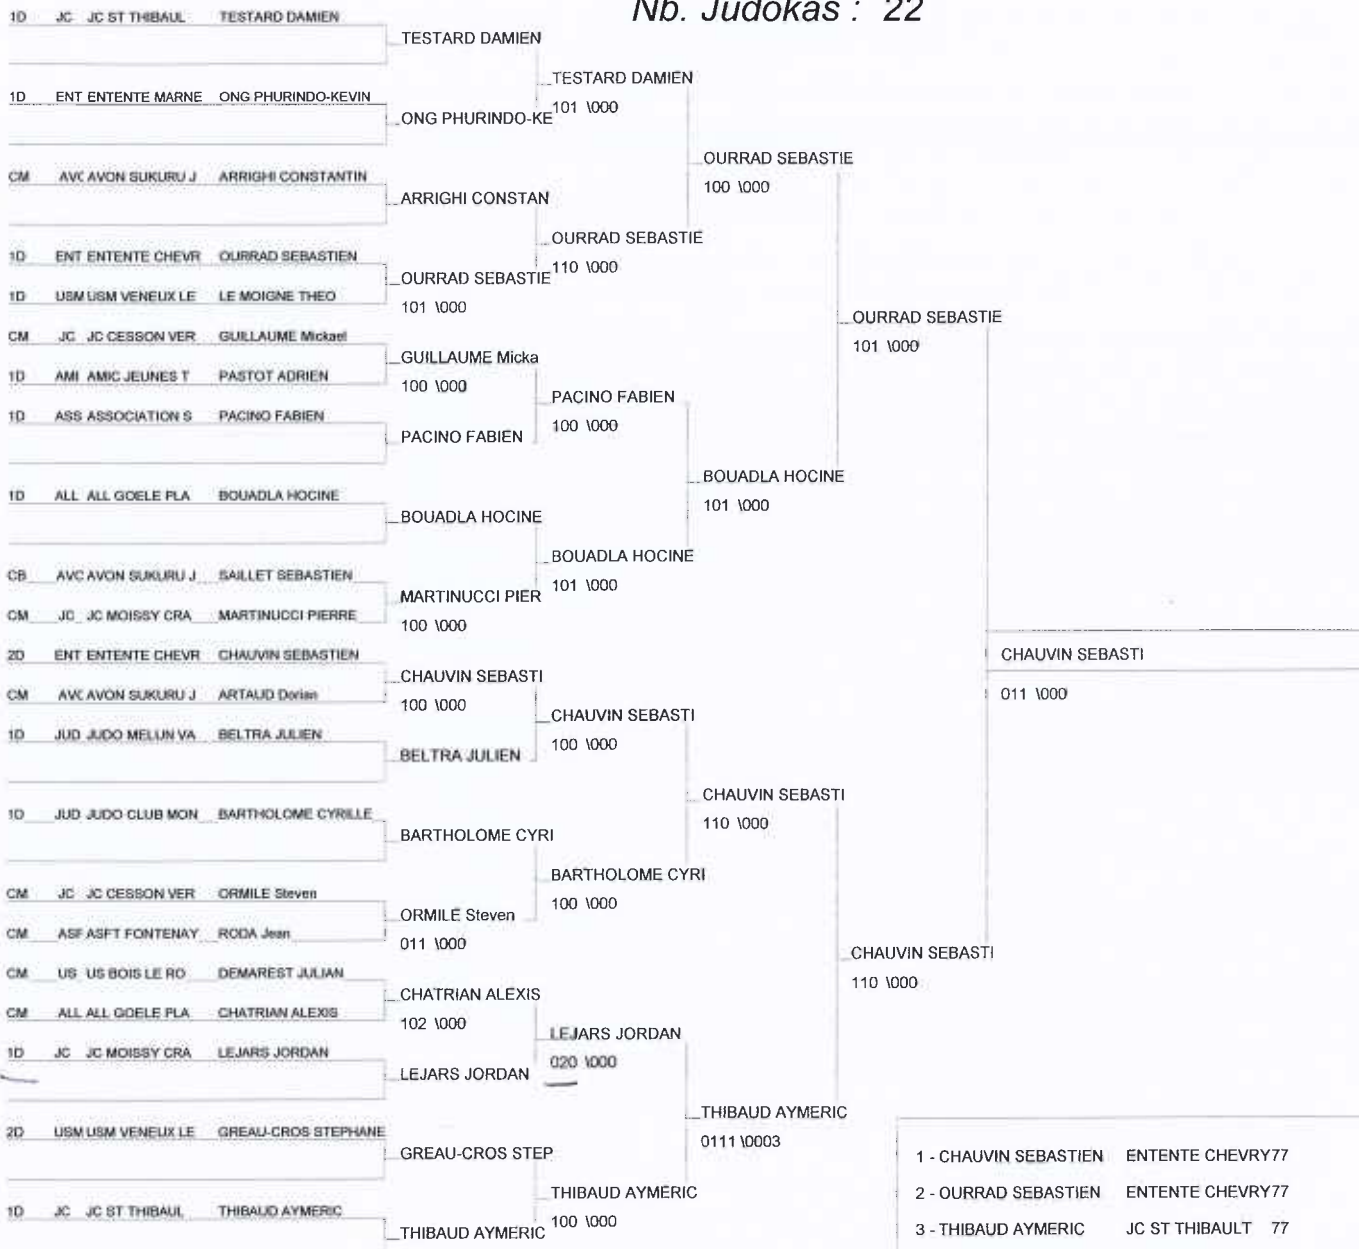 Nb. Judokas : 22
1D JC JC ST THIBAUL TESTARD DAMIEN
1D ENT ENTENTE MARNE ONG PHURINDO-KEVIN
CM AVC AVON SUKURU J ARRIGHI CONSTANTIN
1D ENT ENTENTE CHEVR OURRAD SEBASTIEN
1D USM USM VENEUX LE LE MOIGNE THEO
CM JC JC CESSON VER GUILLAUME Mickael
1D AMI AMIC JEUNES T PASTOT ADRIEN
1D ASS ASSOCIATION S PACINO FABIEN
1D ALL ALL GOELE PLA BOUADLA HOCINE
CB AVC AVON SUKURU J SAILLET SEBASTIEN
CM JC JC MOISSY CRA MARTINUCCI PIERRE
2D ENT ENTENTE CHEVR CHAUVIN SEBASTIEN
CM AVC AVON SUKURU J ARTAUD Dorian
1D JUD JUDO MELUN VA BELTRA JULIEN
1D JUD JUDO CLUB MON BARTHOLOME CYRILLE
CM JC JC CESSON VER ORMILE Steven
CM ASF ASFT FONTENAY RODA Jean
CM US US BOIS LE RO DEMAREST JULIAN
CM ALL ALL GOELE PLA CHATRIAN ALEXIS
1D JC JC MOISSY CRA LEJARS JORDAN
2D USM USM VENEUX LE GREAU-CROS STEPHANE
1D JC JC ST THIBAUL THIBAUD AYMERIC
TESTARD DAMIEN
ONG PHURINDO-KE
ARRIGHI CONSTAN
OURRAD SEBASTIE
101 \000
GUILLAUME Micka
100 \000
PACINO FABIEN
BOUADLA HOCINE
MARTINUCCI PIER
100 \000
CHAUVIN SEBASTI
100 \000
BELTRA JULIEN
BARTHOLOME CYRI
ORMILE Steven
011 \000
CHATRIAN ALEXIS
102 \000
LEJARS JORDAN
GREAU-CROS STEP
THIBAUD AYMERIC
TESTARD DAMIEN
101 \000
OURRAD SEBASTIE
110 \000
PACINO FABIEN
100 \000
BOUADLA HOCINE
101 \000
CHAUVIN SEBASTI
100 \000
BARTHOLOME CYRI
100 \000
LEJARS JORDAN
020 \000
THIBAUD AYMERIC
100 \000
OURRAD SEBASTIE
100 \000
BOUADLA HOCINE
101 \000
CHAUVIN SEBASTI
110 \000
THIBAUD AYMERIC
0111 \0003
OURRAD SEBASTIE
101 \000
CHAUVIN SEBASTI
110 \000
CHAUVIN SEBASTI
011 \000
1 - CHAUVIN SEBASTIEN ENTENTE CHEVRY77
2 - OURRAD SEBASTIEN ENTENTE CHEVRY77
3 - THIBAUD AYMERIC JC ST THIBAULT 77